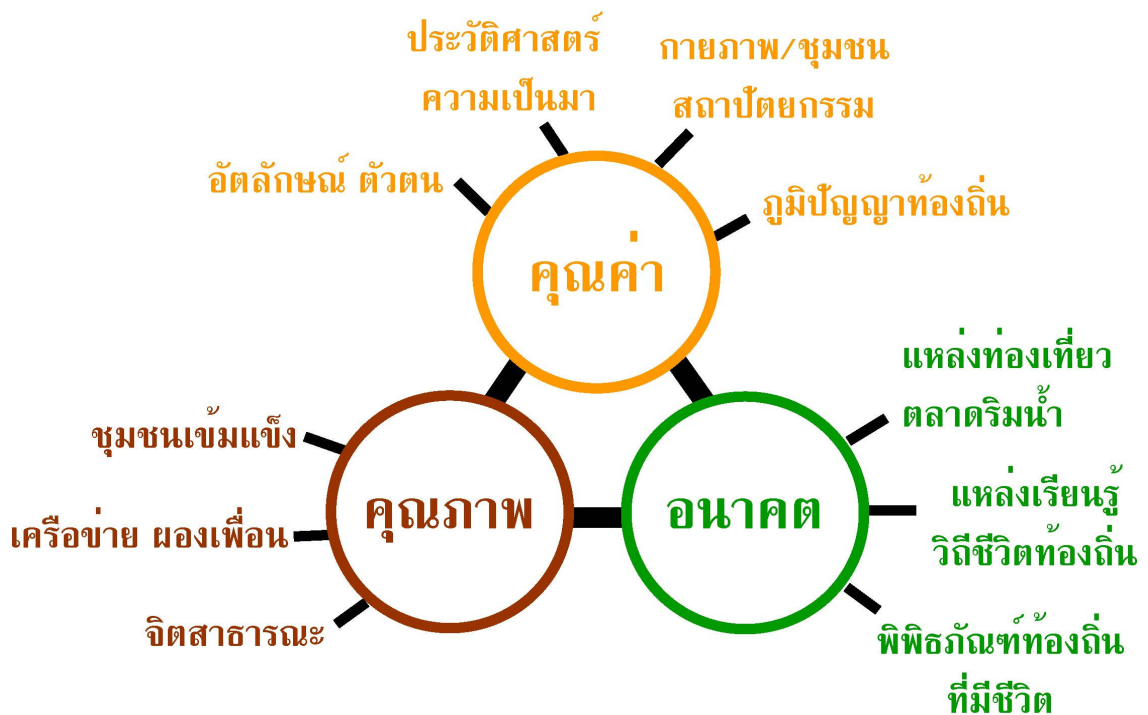 ประวัติศาสตร์
ความเป็นมา
กายภาพ/ชุมชน
สถาปัตยกรรม
อัตลักษณ์ ตัวตน
ภูมิปัญญาท้องถิ่น
คุณค่า
แหล่งท่องเที่ยว
ตลาดริมน้ำ
ชุมชนเข้มแข็ง
คุณภาพ
อนาคต
แหล่งเรียนรู้
วิถีชีวิตท้องถิ่น
เครือข่าย ผองเพื่อน
จิตสาธารณะ
พิพิธภัณฑ์ท้องถิ่น
ที่มีชีวิต